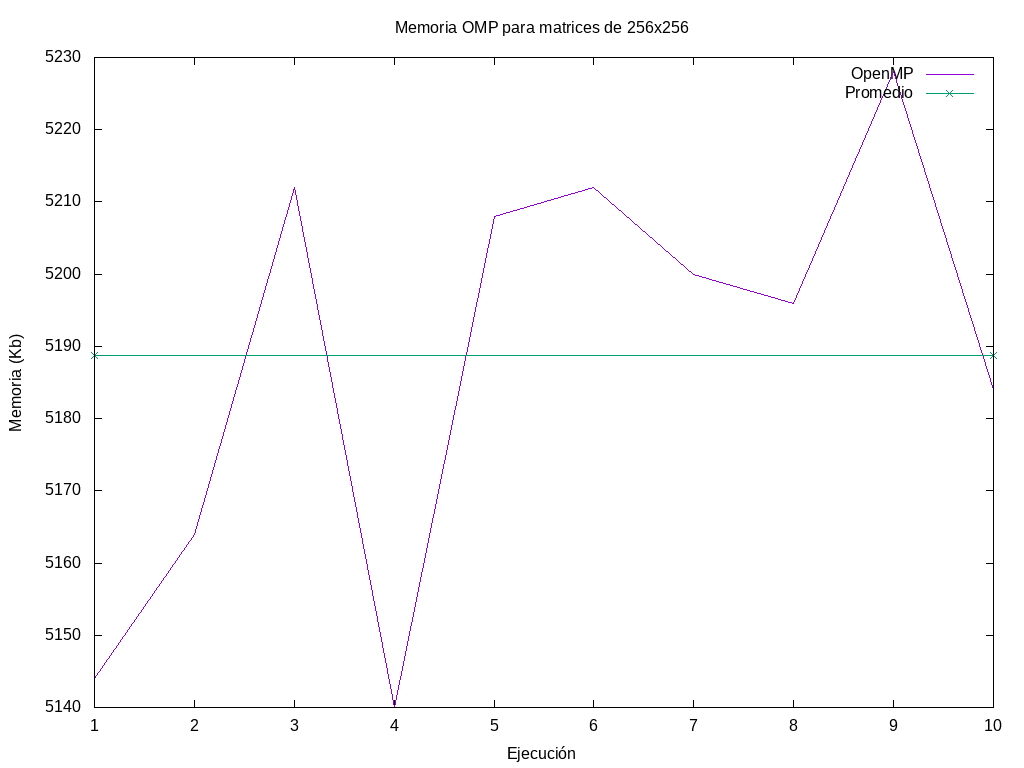 Memoria OMP para matrices de 256x256
OpenMP
Promedio
5230
5220
5210
5200
5190
5180
5170
5160
5150
5140
Memoria (Kb)
1 2 3 4 5 6 7 8 9 10
Ejecución